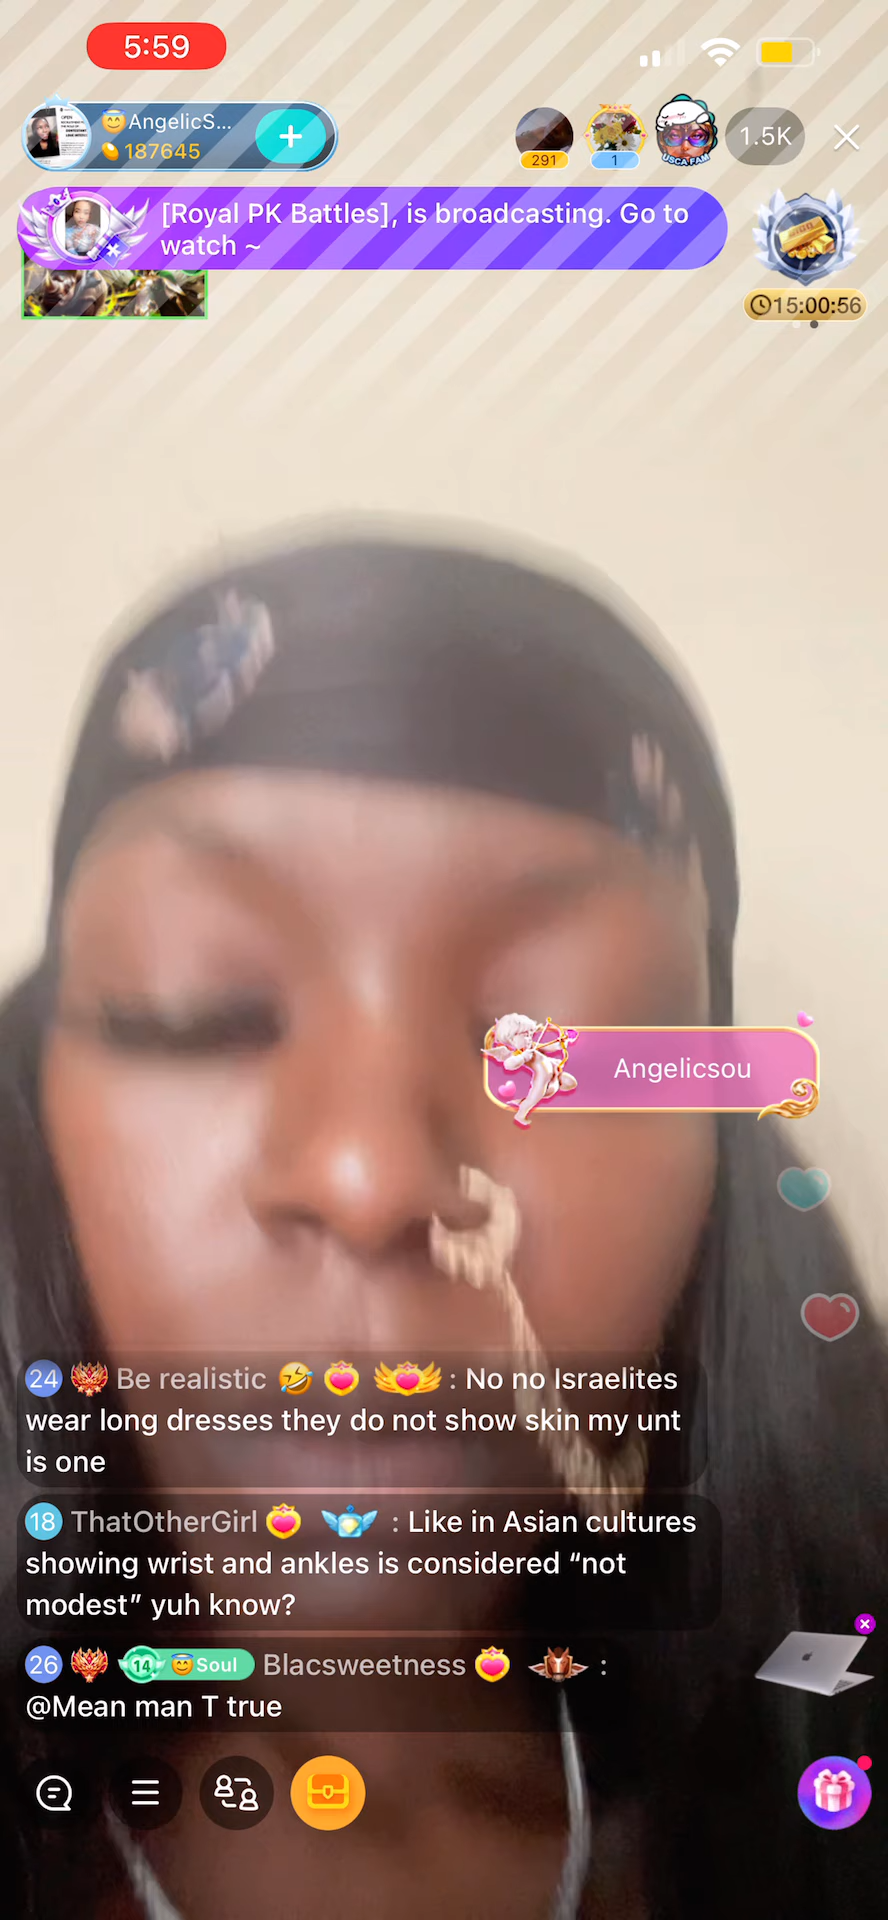 5:59
😇AngelicS...
187645
291
1
USCA FAM
1.5K
[Royal PK Battles], is broadcasting. Go to
watch ~
15:00:56
Angelicsou
24 Be realistic 🤣 : No no Israelites
wear long dresses they do not show skin my unt
is one
18 ThatOtherGirl : Like in Asian cultures
showing wrist and ankles is considered “not
modest” yuh know?
26 14 😇Soul Blacsweetness :
@Mean man T true